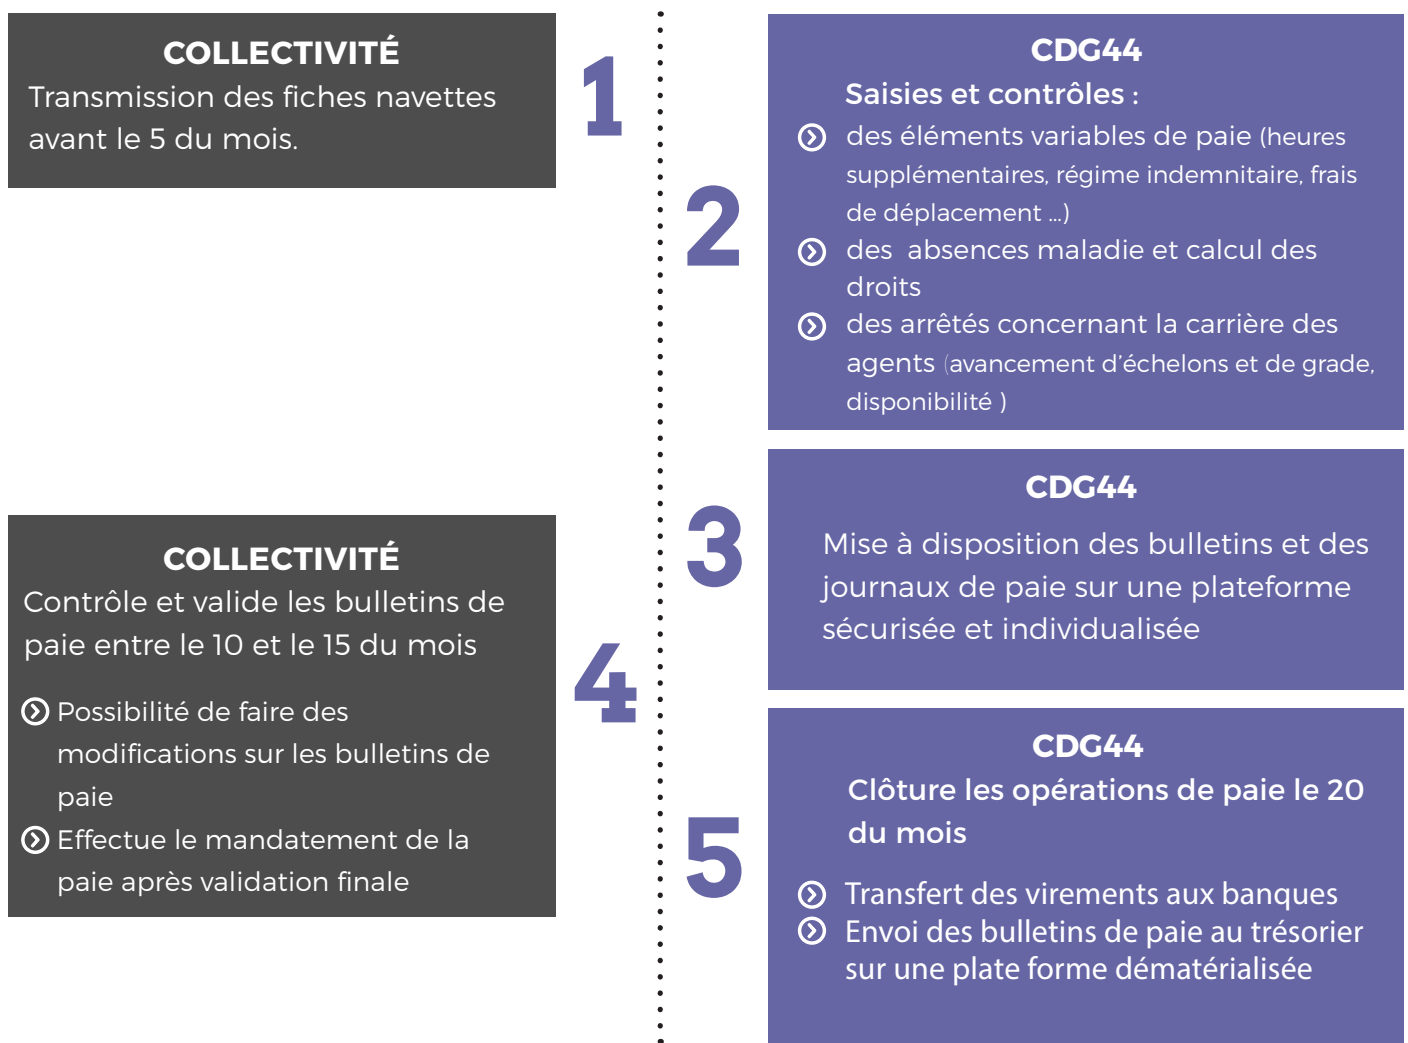 COLLECTIVITÉ
Transmission des fiches navettes
avant le 5 du mois.
1
CDG44
Saisies et contrôles :
des éléments variables de paie (heures
supplémentaires, régime indemnitaire, frais
de déplacement ...)
des absences maladie et calcul des
droits
des arrêtés concernant la carrière des
agents (avancement d’échelons et de grade,
disponibilité )
2
CDG44
Mise à disposition des bulletins et des
journaux de paie sur une plateforme
sécurisée et individualisée
3
COLLECTIVITÉ
Contrôle et valide les bulletins de
paie entre le 10 et le 15 du mois
Possibilité de faire des
modifications sur les bulletins de
paie
Effectue le mandatement de la
paie après validation finale
4
CDG44
Clôture les opérations de paie le 20
du mois
Transfert des virements aux banques
Envoi des bulletins de paie au trésorier
sur une plate forme dématérialisée
5